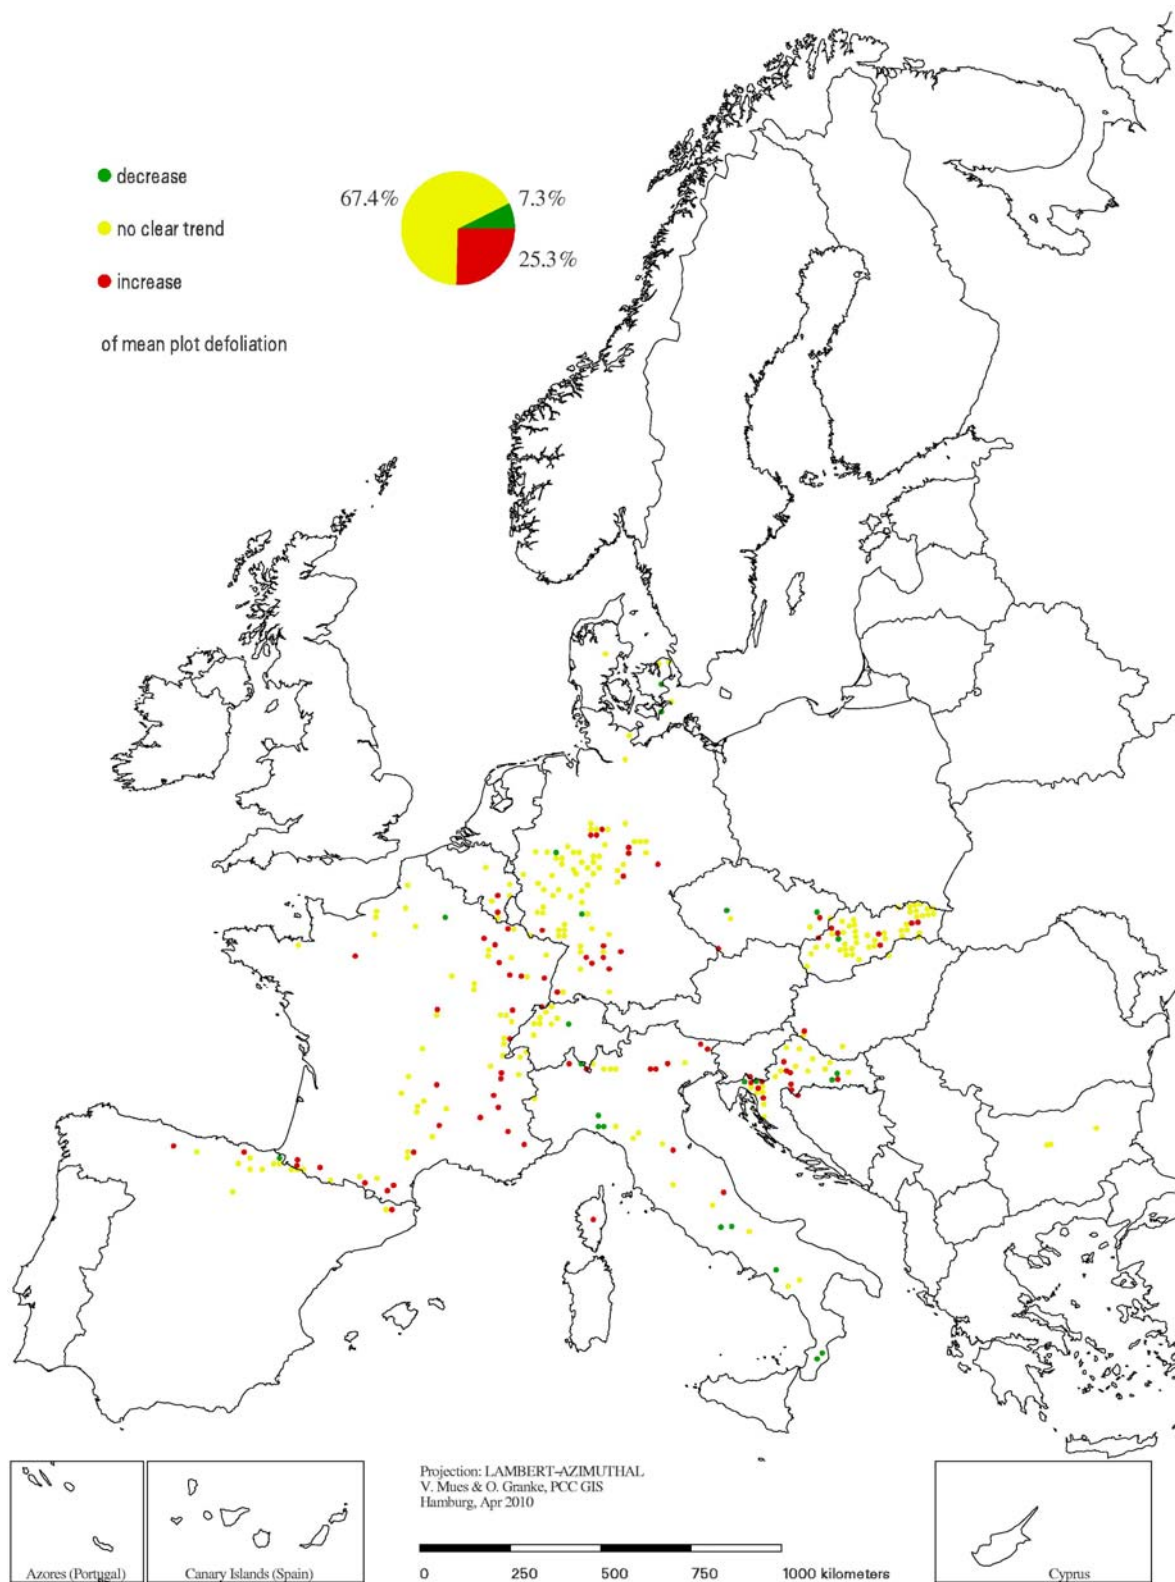 decrease
67.4%
7.3%
no clear trend
25.3%
increase
of mean plot defoliation
Projection: LAMBERT-AZIMUTHAL
V. Mues & O. Granke, PCC GIS
Hamburg, Apr 2010
Azores (Portugal)
Canary Islands (Spain)
0 250 500 750 1000 kilometers
Cyprus